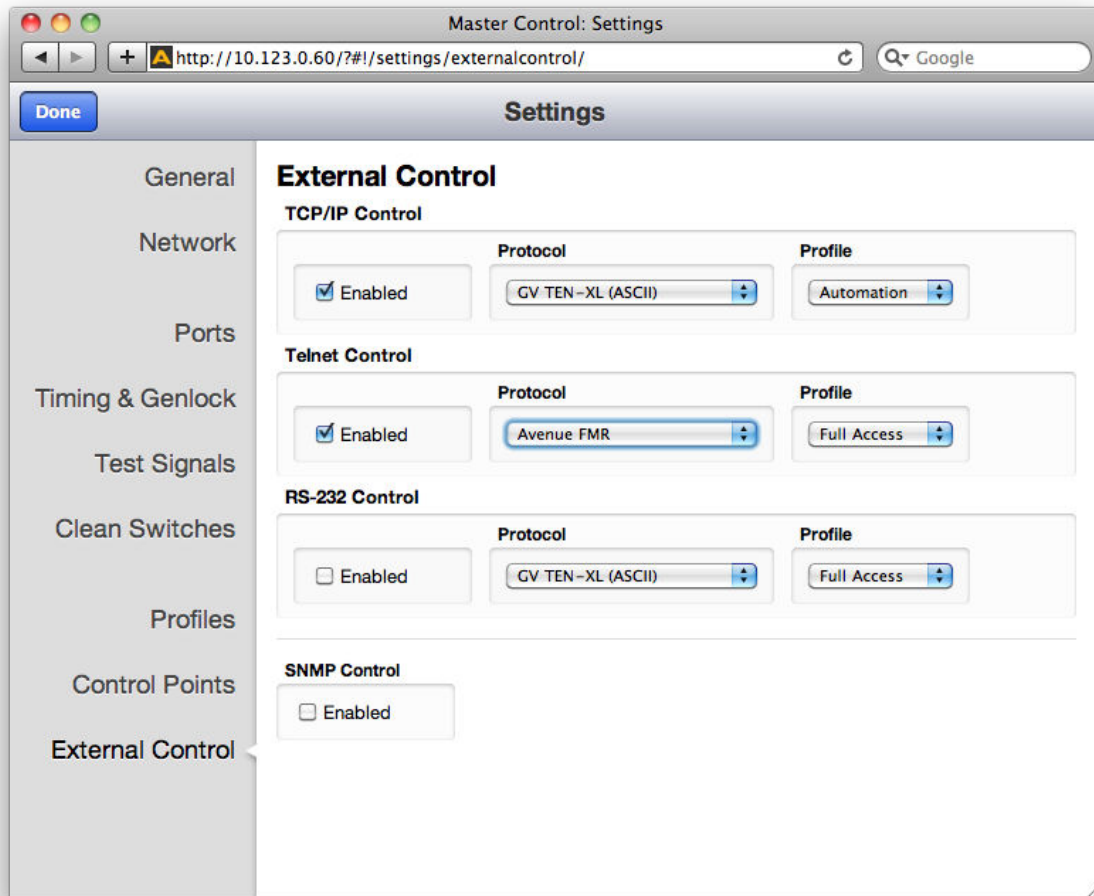 Master Control: Settings
http://10.123.0.60/?#!/settings/externalcontrol/
Google
Done
Settings
General
Network
Ports
Timing & Genlock
Test Signals
Clean Switches
Profiles
Control Points
External Control
External Control
TCP/IP Control
Protocol Profile
Enabled GV TEN-XL (ASCII) Automation
Telnet Control
Protocol Profile
Enabled Avenue FMR Full Access
RS-232 Control
Protocol Profile
Enabled GV TEN-XL (ASCII) Full Access
SNMP Control
Enabled